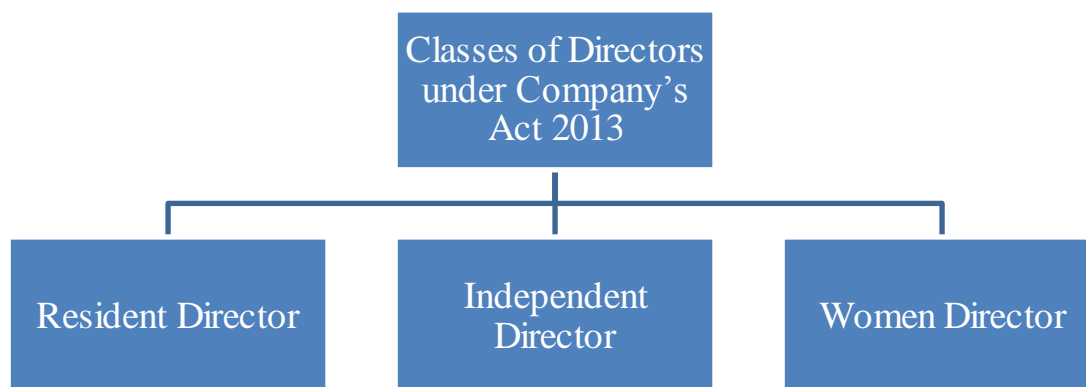 Classes of Directors
under Company’s
Act 2013
Resident Director
Independent
Director
Women Director